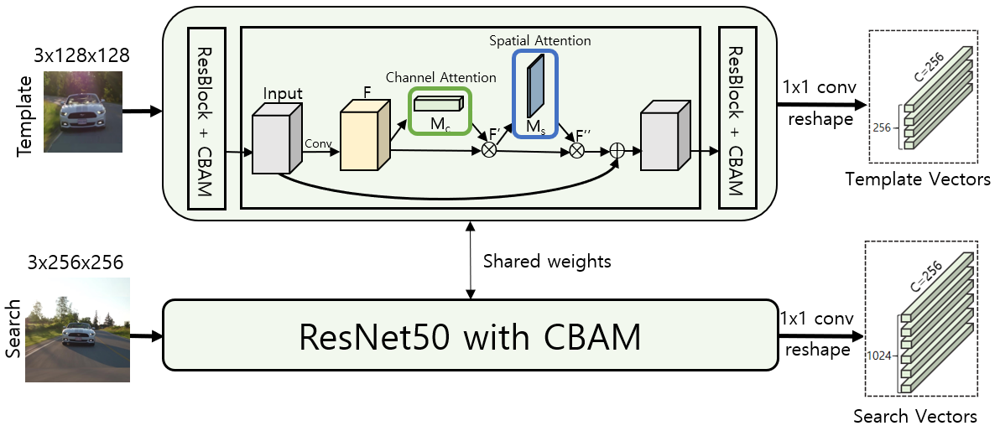 3x128x128
Template
ResBlock + CBAM
Input
Conv
F
Channel Attention
Mc
F'
Spatial Attention
Ms
F''
ResBlock + CBAM
1x1 conv
reshape
C=256
256
Template Vectors
Shared weights
3x256x256
Search
ResNet50 with CBAM
1x1 conv
reshape
C=256
1024
Search Vectors